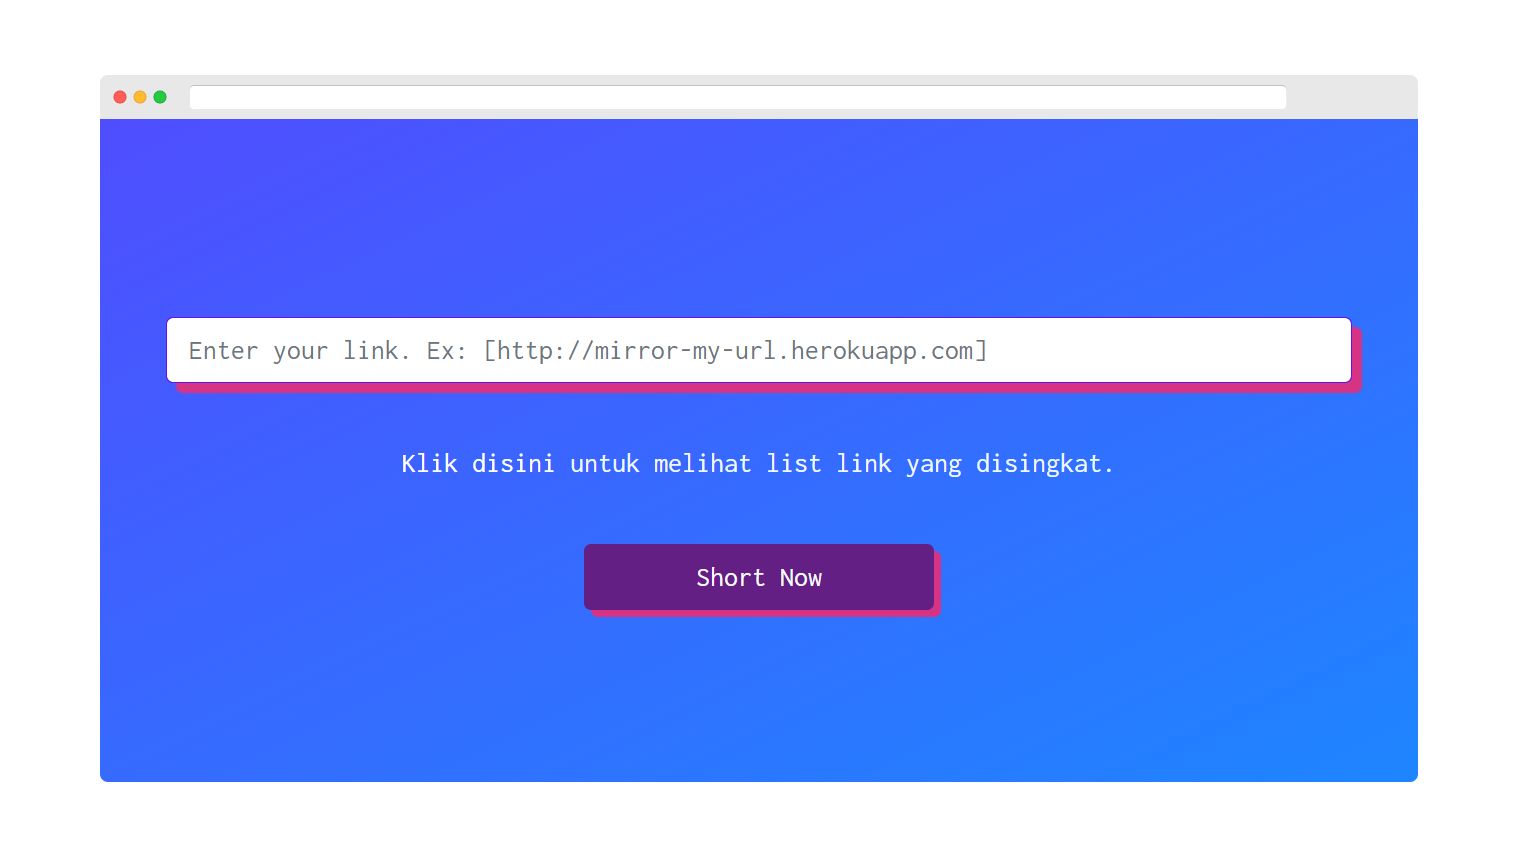 Enter your link. Ex: [http://mirror-my-url.herokuapp.com]
Klik disini untuk melihat list link yang disingkat.
Short Now